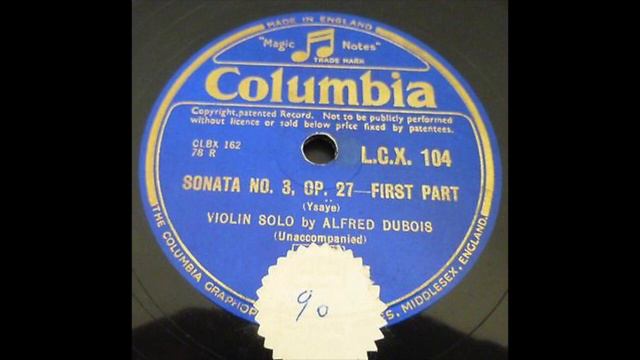 MADE IN ENGLAND
"Magic Notes"
TRADE MARK
Columbia
Copyright, patented Record. Not to be publicly performed
without licence or sold below price fixed by patentees.
CLBX 162
78 R
L.C.X. 104
SONATA NO. 3, OP. 27—FIRST PART
(Ysaÿe)
VIOLIN SOLO by ALFRED DUBOIS
(Unaccompanied)
90
THE COLUMBIA GRAPHOP
S, MIDDLESEX, ENGLAND.